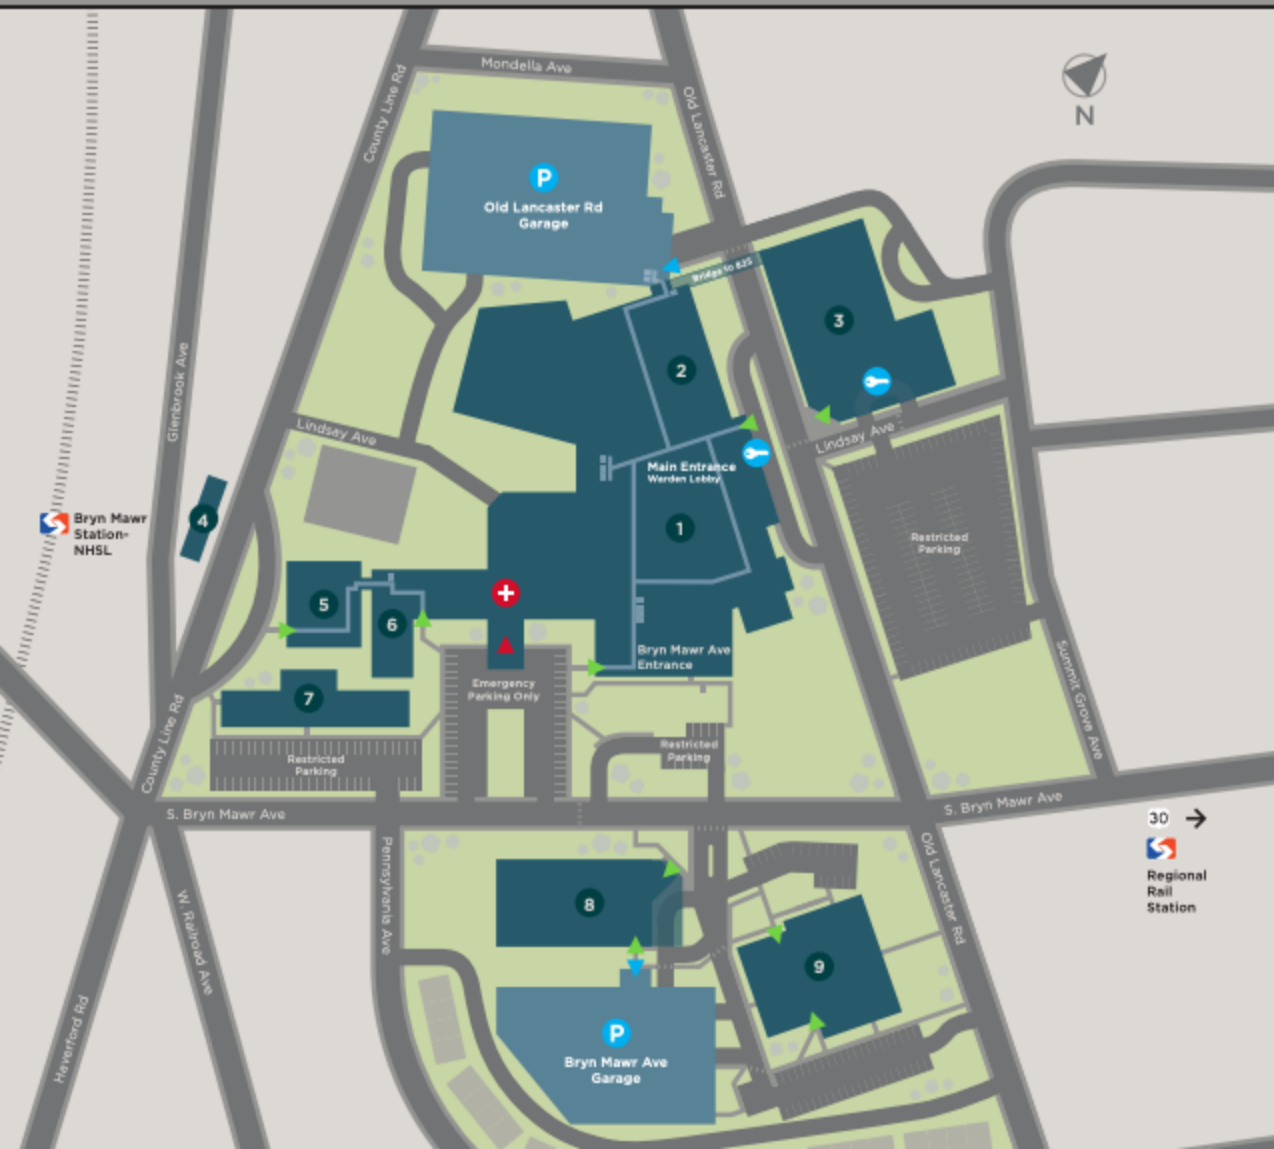 Mondella Ave
County Line Rd
Old Lancaster Rd
N
P
Old Lancaster Rd
Garage
Bridge to 825
3
2
Glenbrook Ave
Lindsay Ave
Lindsay Ave
Main Entrance
Warden Lobby
4
Bryn Mawr
Station-
NHSL
1
Restricted
Parking
5
6
Bryn Mawr Ave
Entrance
Emergency
Parking Only
7
Summit Grove Ave
County Line Rd
Restricted
Parking
Restricted
Parking
S. Bryn Mawr Ave
S. Bryn Mawr Ave
30
Regional
Rail
Station
Pennsylvania Ave
Old Lancaster Rd
W. Railroad Ave
8
9
Haverford Rd
P
Bryn Mawr Ave
Garage